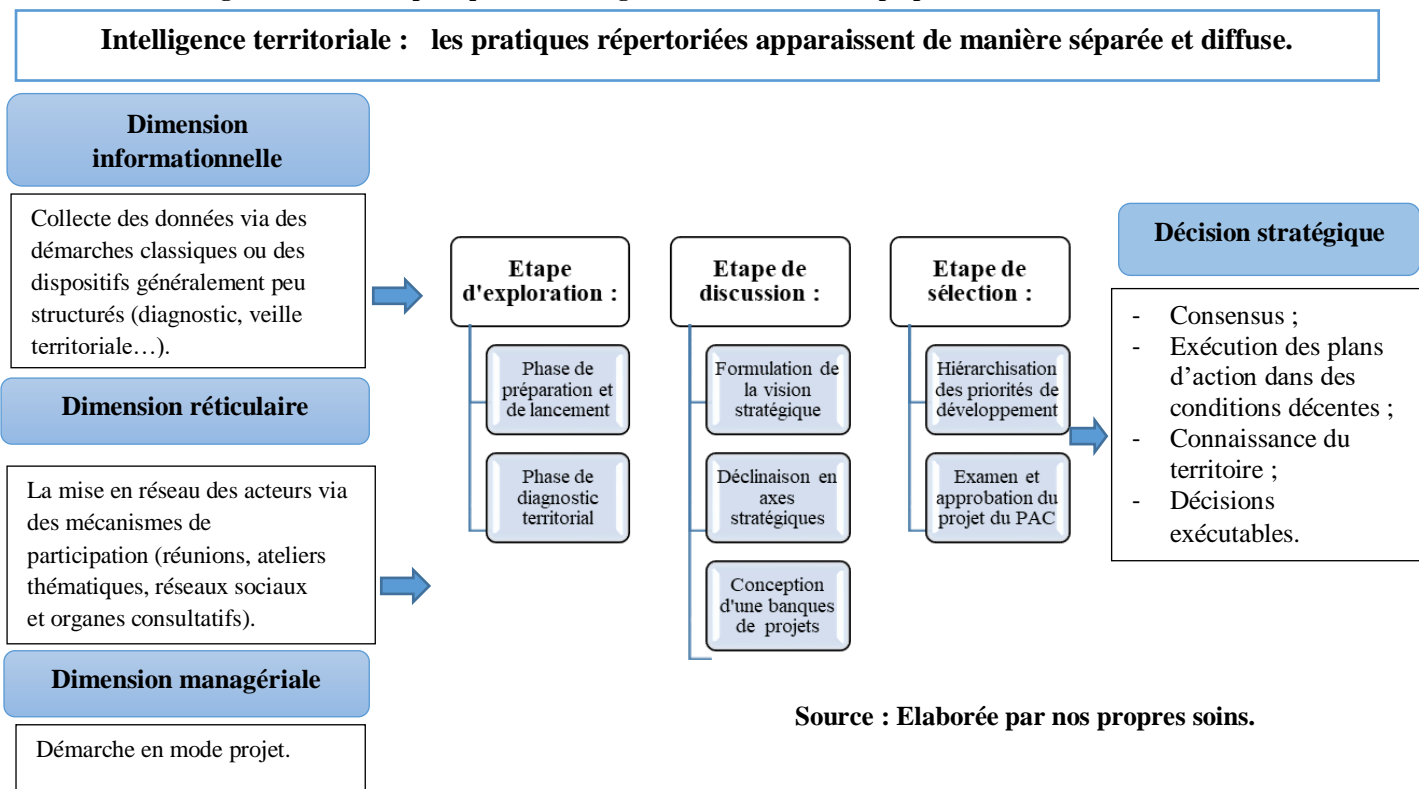 Intelligence territoriale : les pratiques répertoriées apparaissent de manière séparée et diffuse.
Dimension
informationnelle
Collecte des données via des
démarches classiques ou des
dispositifs généralement peu
structurés (diagnostic, veille
territoriale…).
Dimension réticulaire
La mise en réseau des acteurs via
des mécanismes de
participation (réunions, ateliers
thématiques, réseaux sociaux
et organes consultatifs).
Dimension managériale
Démarche en mode projet.
Etape
d'exploration :
Phase de
préparation et
de lancement
Phase de
diagnostic
territorial
Etape de
discussion :
Formulation de
la vision
stratégique
Déclinaison en
axes
stratégiques
Conception
d'une banques
de projets
Etape de
sélection :
Hiérarchisation
des priorités de
développement
Examen et
approbation du
projet du PAC
Décision stratégique
- Consensus ;
- Exécution des plans
d’action dans des
conditions décentes ;
- Connaissance du
territoire ;
- Décisions
exécutables.
Source : Elaborée par nos propres soins.